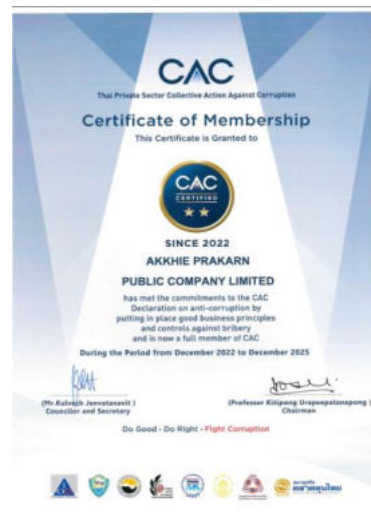 CAC
Thai Private Sector Collective Action Against Corruption
Certificate of Membership
This Certificate is Granted to
CAC
CERTIFIED
SINCE 2022
AKKHIE PRAKARN
PUBLIC COMPANY LIMITED
has met the commitments to the CAC
Declaration on anti-corruption by
putting in place good business principles
and controls against bribery
and is now a full member of CAC
During the Period from December 2022 to December 2025
(Mr. Kulvech Janvatanavit )
Councilor and Secretary
(Professor Kitipong Urapeepatanapong )
Chairman
Do Good - Do Right - Fight Corruption